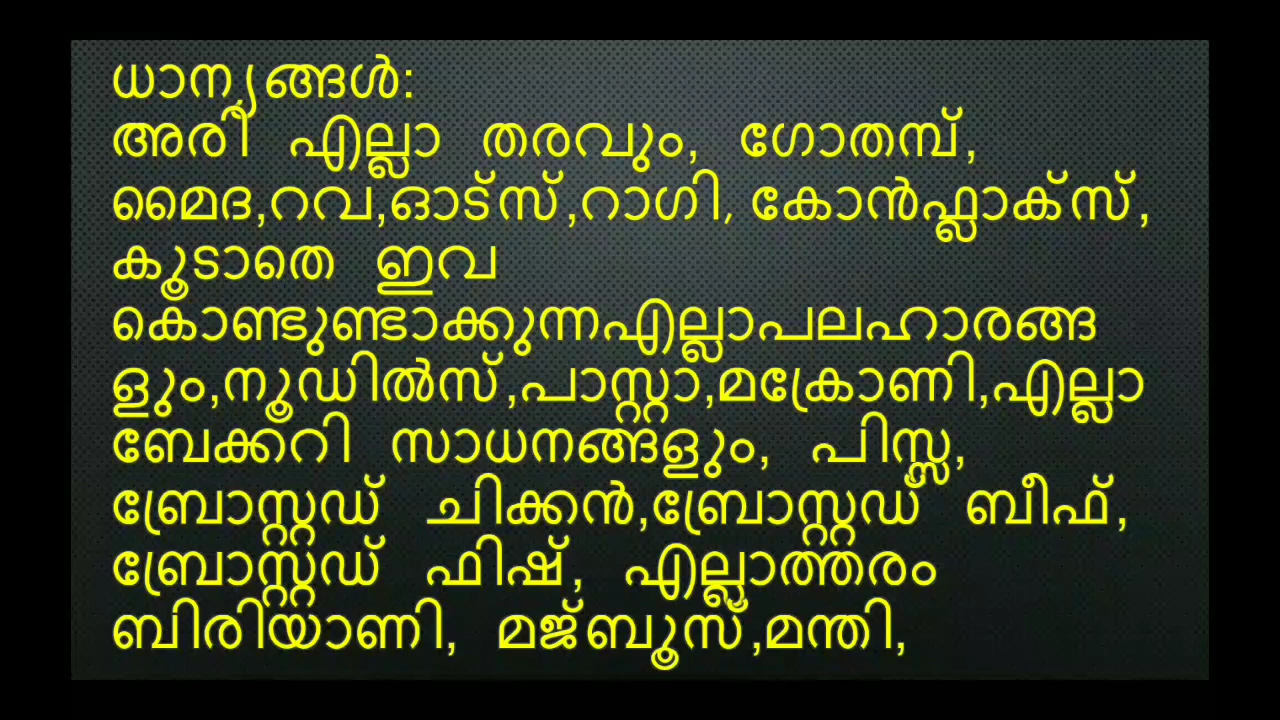 ധാന്യങ്ങൾ:
അരി എല്ലാ തരവും, ഗോതമ്പ്,
മൈദ,റവ,ഓട്സ്,റാഗി, കോൻഫ്ലാക്സ്,
കൂടാതെ ഇവ
കൊണ്ടുണ്ടാക്കുന്നഎല്ലാപലഹാരങ്ങ
ളും,നൂഡിൽസ്,പാസ്റ്റാ,മക്രോണി,എല്ലാ
ബേക്കറി സാധനങ്ങളും, പിസ്സ,
ബ്രോസ്റ്റഡ് ചിക്കൻ,ബ്രോസ്റ്റഡ് ബീഫ്,
ബ്രോസ്റ്റഡ് ഫിഷ്, എല്ലാത്തരം
ബിരിയാണി, മജ്ബൂസ്,മന്തി,